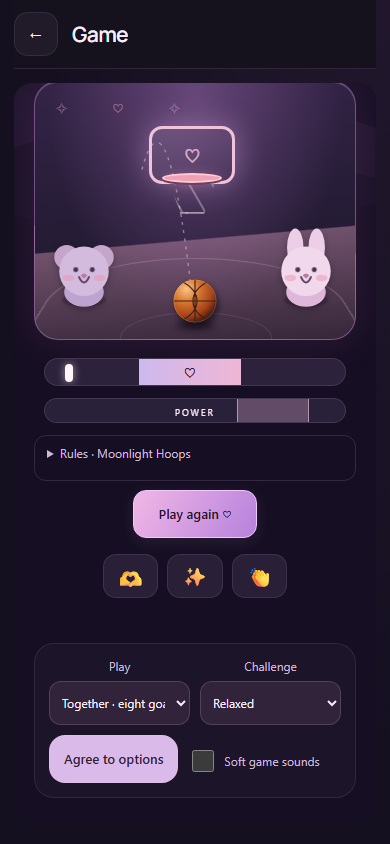 Game
POWER
Rules · Moonlight Hoops
Play again ♡
Play
Challenge
Together · eight goa
Relaxed
Agree to options
Soft game sounds